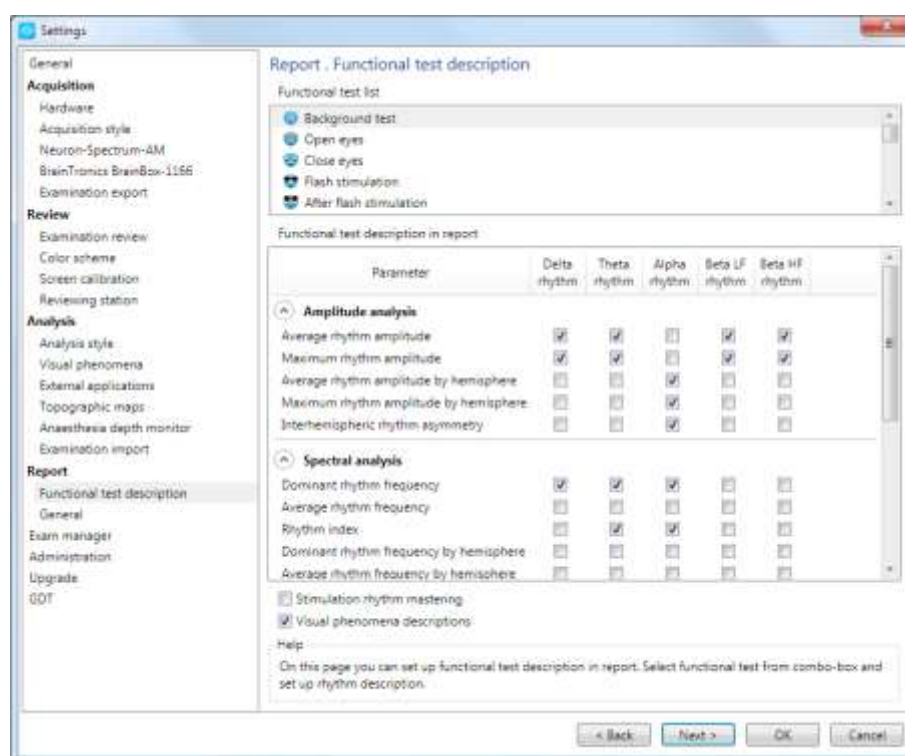 Settings
General
Acquisition
Hardware
Acquisition style
Neuron-Spectrum-AM
BrainTronics BrainBox-1166
Examination export
Review
Examination review
Color scheme
Screen calibration
Reviewing station
Analysis
Analysis style
Visual phenomena
External applications
Topographic maps
Anaesthesia depth monitor
Examination import
Report
Functional test description
General
Exam manager
Administration
Upgrade
GDT
Report . Functional test description
Functional test list
Background test
Open eyes
Close eyes
Flash stimulation
After flash stimulation
Functional test description in report
Parameter
Delta rhythm
Theta rhythm
Alpha rhythm
Beta LF rhythm
Beta HF rhythm
Amplitude analysis
Average rhythm amplitude
Maximum rhythm amplitude
Average rhythm amplitude by hemisphere
Maximum rhythm amplitude by hemisphere
Interhemispheric rhythm asymmetry
Spectral analysis
Dominant rhythm frequency
Average rhythm frequency
Rhythm index
Dominant rhythm frequency by hemisphere
Average rhythm frequency by hemisphere
Stimulation rhythm mastering
Visual phenomena descriptions
Help
On this page you can set up functional test description in report. Select functional test from combo-box and
set up rhythm description.
< Back
Next >
OK
Cancel